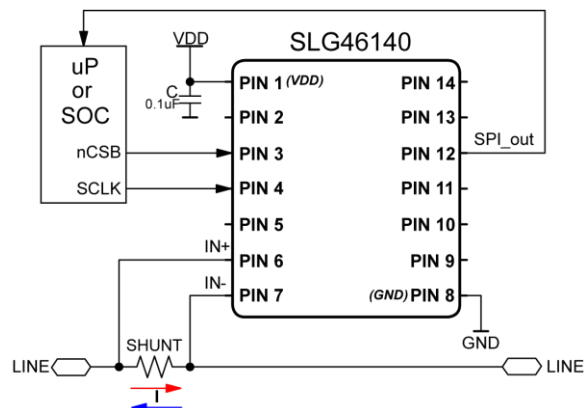 SLG46140
VDD
uP
or
SOC
nCSB
SCLK
C
0.1uF
PIN 1 (VDD)
PIN 2
PIN 3
PIN 4
PIN 5
PIN 6
PIN 7
PIN 14
PIN 13
PIN 12
PIN 11
PIN 10
PIN 9
(GND) PIN 8
SPI_out
IN+
IN-
GND
LINE
SHUNT
I
LINE